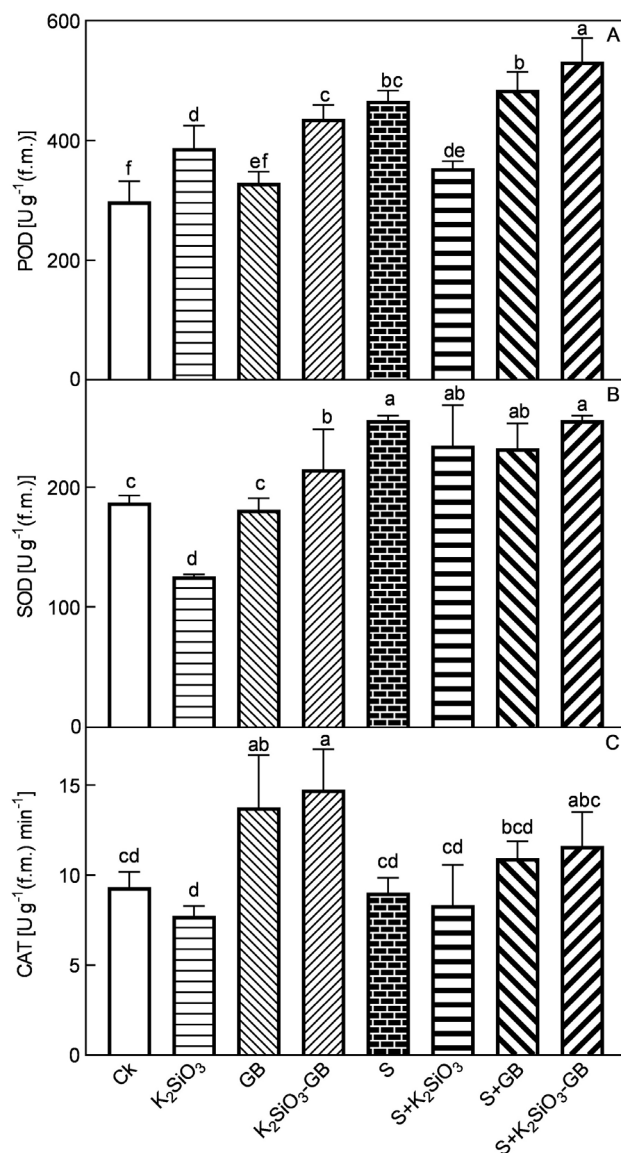 A
POD [U g⁻¹(f.m.)]
600
400
200
0
f
d
ef
c
bc
de
b
a
B
SOD [U g⁻¹(f.m.)]
200
100
0
c
d
c
b
a
ab
ab
a
C
CAT [U g⁻¹(f.m.) min⁻¹]
15
10
5
0
cd
d
ab
a
cd
cd
bcd
abc
Ck
K₂SiO₃
GB
K₂SiO₃-GB
S
S+K₂SiO₃
S+GB
S+K₂SiO₃-GB